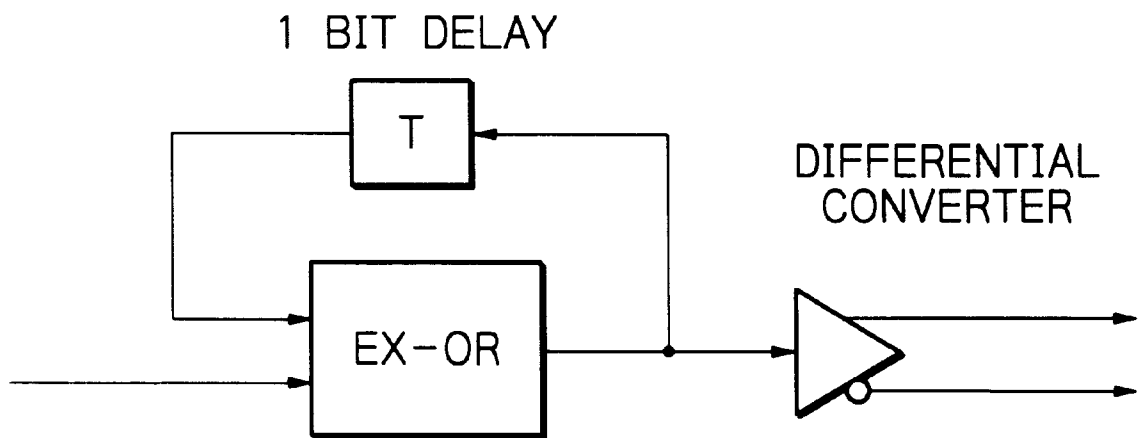 1 BIT DELAY
T
DIFFERENTIAL
CONVERTER
EX-OR